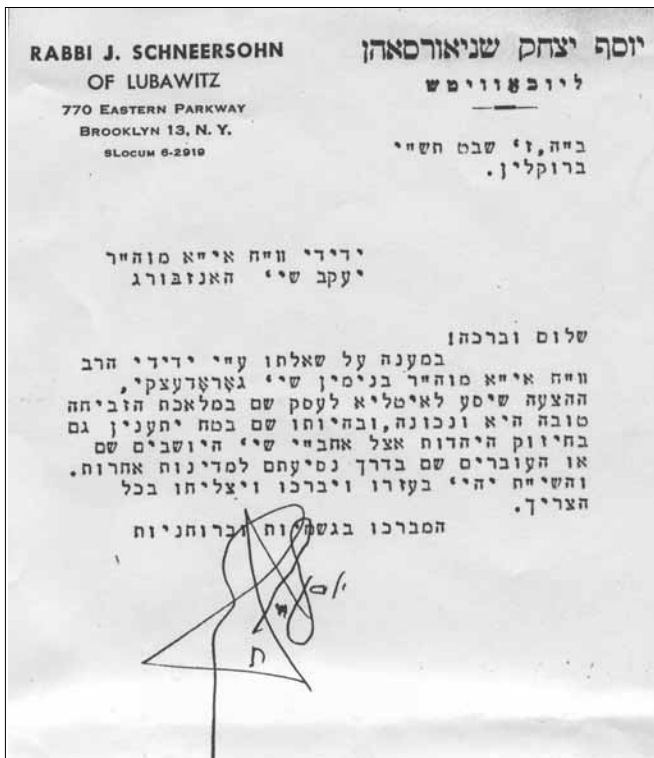 RABBI J. SCHNEERSOHN
OF LUBAWITZ
770 EASTERN PARKWAY
BROOKLYN 13, N. Y.
SLOCUM 6-2919
יוסף יצחק שניאורסאהן
ליובאוויטש
ב"ה, ז' שבט תש"י
ברוקלין.
ידידי וו"ח אי"א מוה"ר
יעקב שי' האנזבורג
שלום וברכה!
במענה על שאלתו ע"י ידידי הרב
וו"ח אי"א מוה"ר בנימין שי' גאָראָדעצקי,
ההצעה שיסע לאיטליא לעסק שם במלאכת הזביחה
טובה היא ונכונה, ובהיותו שם בטח יתענין גם
בחיזוק היהדות אצל אחב"י שי' היושבים שם
או העוברים שם בדרך נסיעתם למדינות אחרות.
והשי"ת יהי' בעזרו ויברכו ויצליחו בכל
הצריך.
המברכו בגשמיות וברוחניות